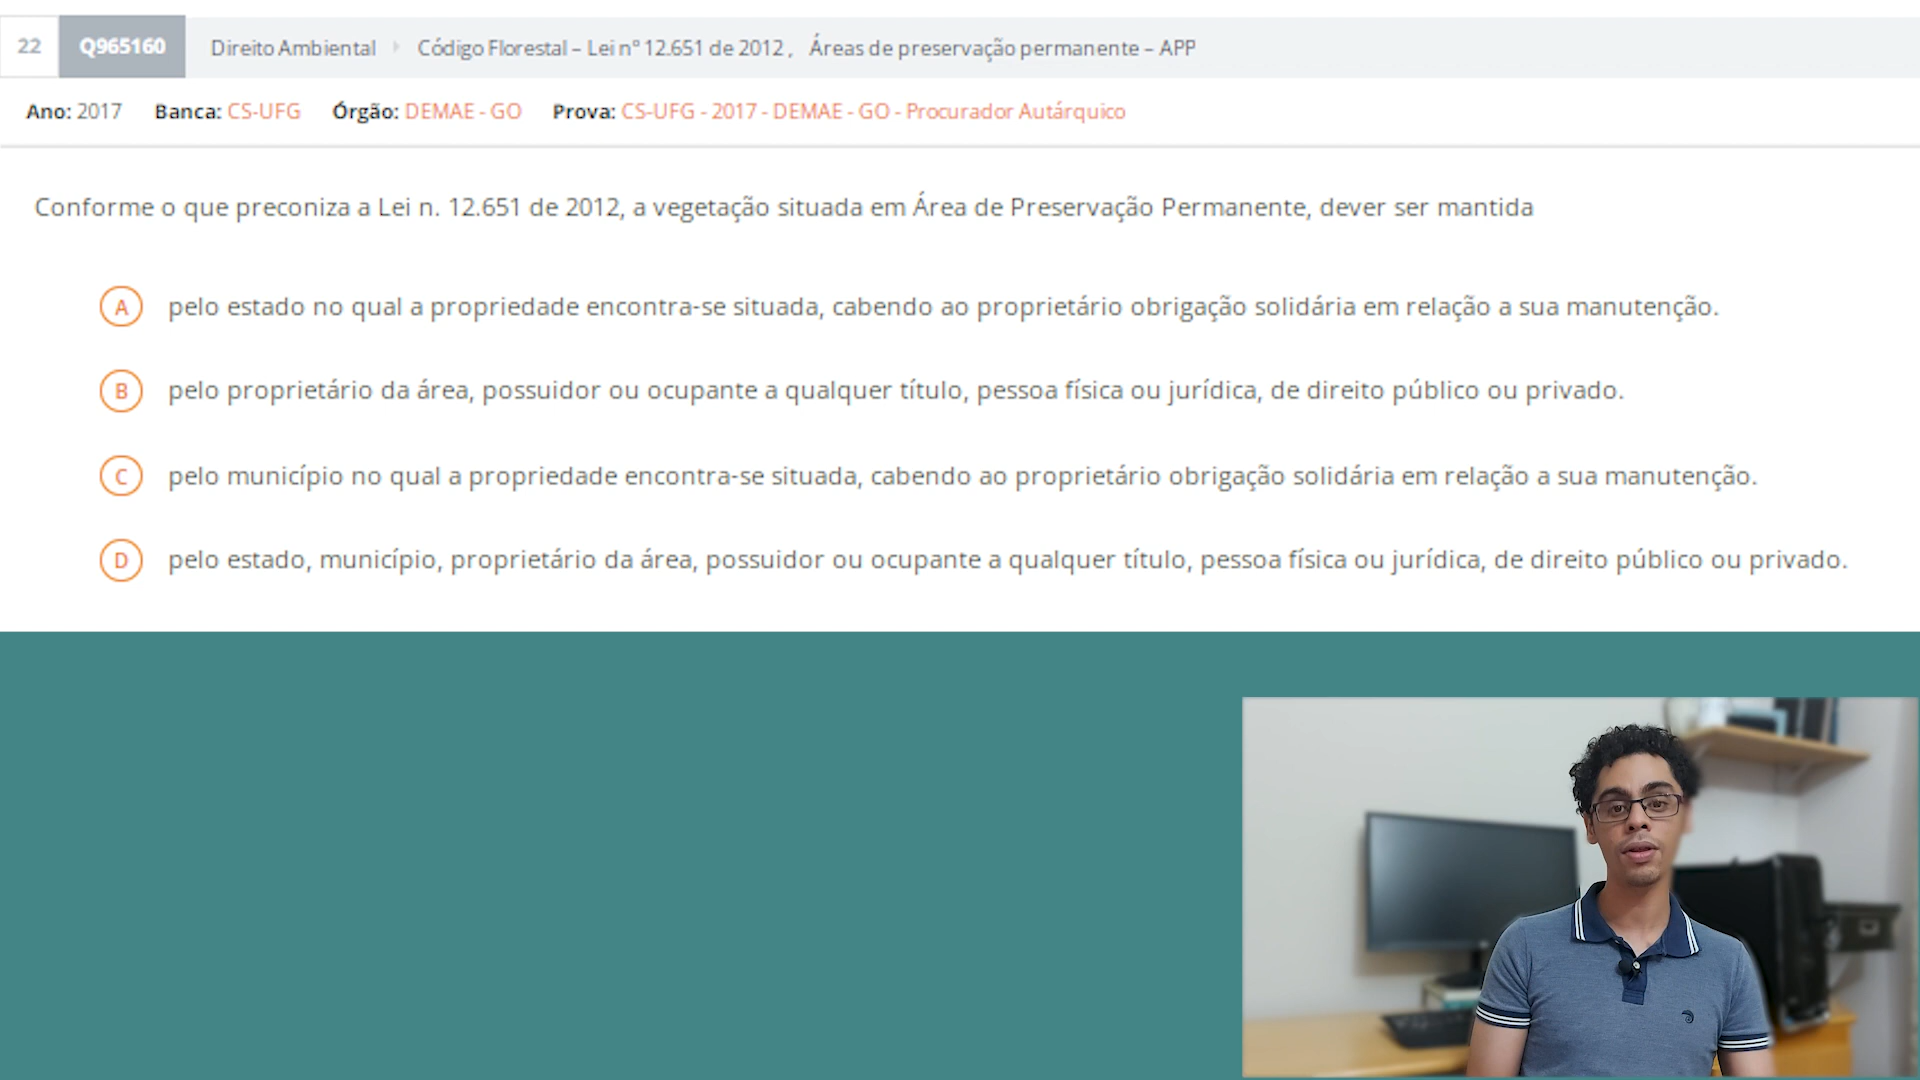 22 Q965160 Direito Ambiental › Código Florestal – Lei nº 12.651 de 2012 , Áreas de preservação permanente – APP
Ano: 2017 Banca: CS-UFG Órgão: DEMAE - GO Prova: CS-UFG - 2017 - DEMAE - GO - Procurador Autárquico
Conforme o que preconiza a Lei n. 12.651 de 2012, a vegetação situada em Área de Preservação Permanente, dever ser mantida
A pelo estado no qual a propriedade encontra-se situada, cabendo ao proprietário obrigação solidária em relação a sua manutenção.
B pelo proprietário da área, possuidor ou ocupante a qualquer título, pessoa física ou jurídica, de direito público ou privado.
C pelo município no qual a propriedade encontra-se situada, cabendo ao proprietário obrigação solidária em relação a sua manutenção.
D pelo estado, município, proprietário da área, possuidor ou ocupante a qualquer título, pessoa física ou jurídica, de direito público ou privado.